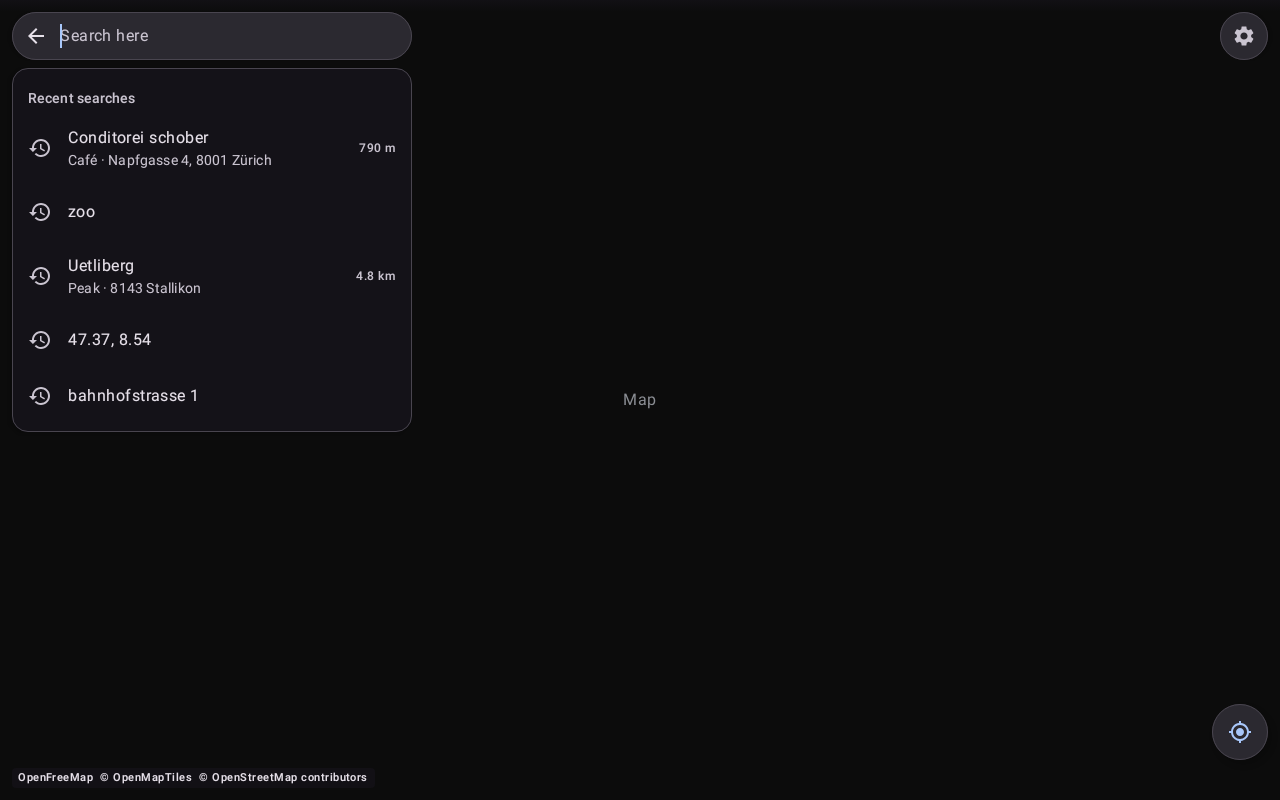 Search here
Recent searches
Conditorei schober
Café · Napfgasse 4, 8001 Zürich
790 m
zoo
Uetliberg
Peak · 8143 Stallikon
4.8 km
47.37, 8.54
bahnhofstrasse 1
Map
OpenFreeMap © OpenMapTiles © OpenStreetMap contributors